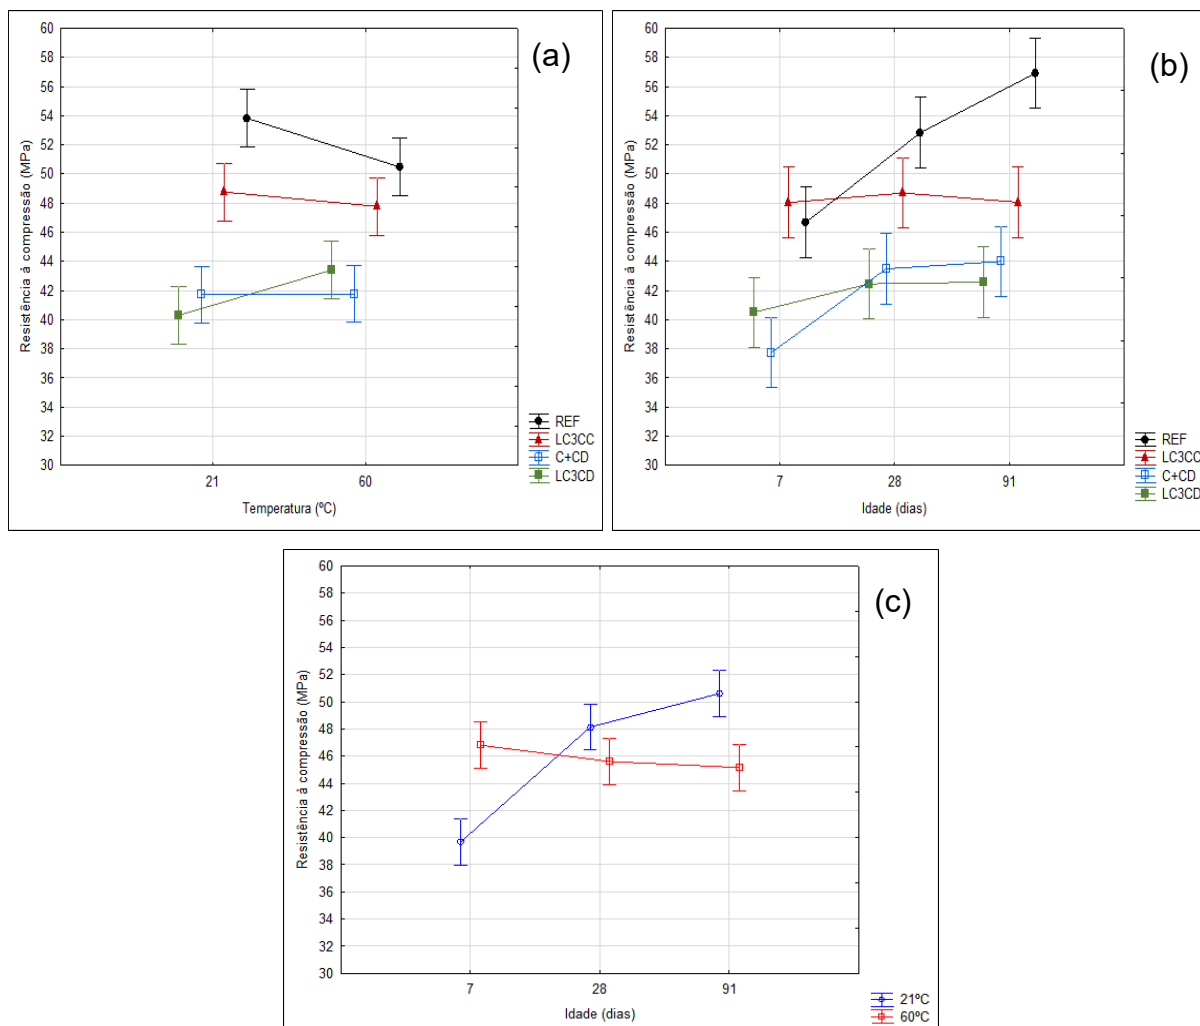 (a)
Resistência à compressão (MPa)
60
58
56
54
52
50
48
46
44
42
40
38
36
34
32
30
21
60
Temperatura (ºC)
REF
LC3CC
C+CD
LC3CD
(b)
Resistência à compressão (MPa)
60
58
56
54
52
50
48
46
44
42
40
38
36
34
32
30
7
28
91
Idade (dias)
REF
LC3CC
C+CD
LC3CD
(c)
Resistência à compressão (MPa)
60
58
56
54
52
50
48
46
44
42
40
38
36
34
32
30
7
28
91
Idade (dias)
21ºC
60ºC